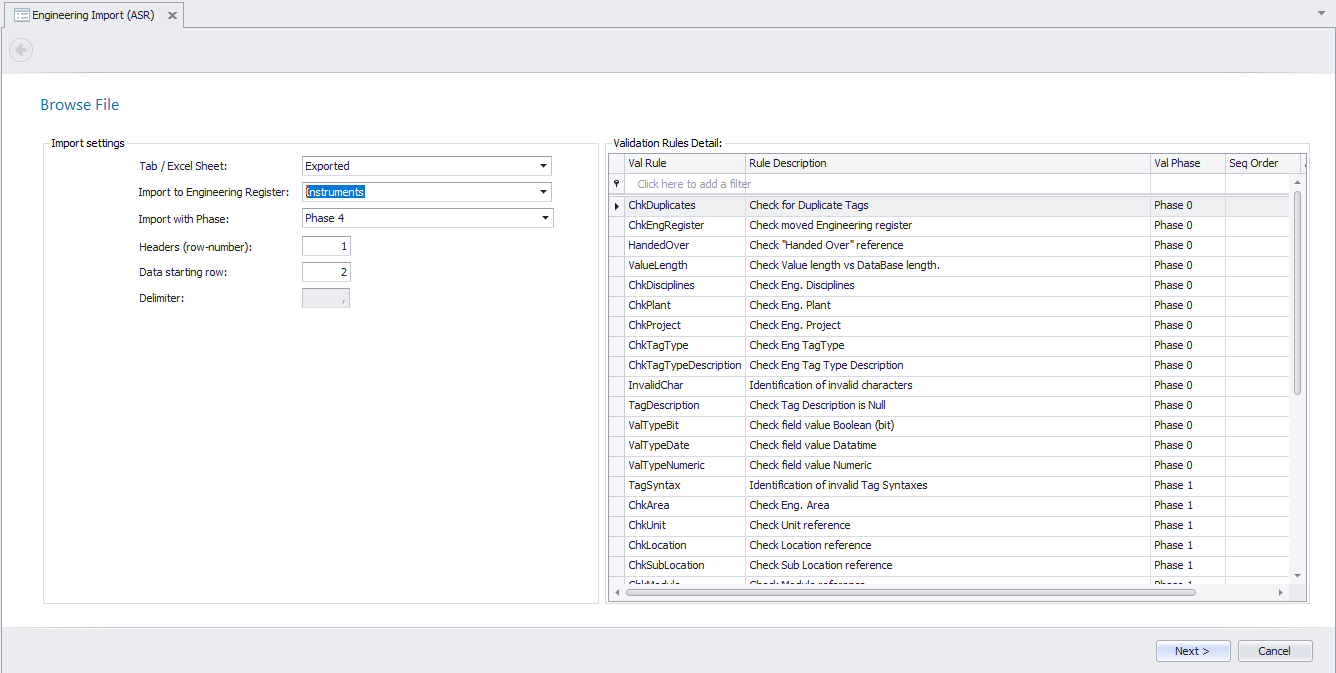 Engineering Import (ASR)
Browse File
Import settings
Tab / Excel Sheet: Exported
Import to Engineering Register: Instruments
Import with Phase: Phase 4
Headers (row-number): 1
Data starting row: 2
Delimiter: ,
Validation Rules Detail:
Val Rule Rule Description Val Phase Seq Order
Click here to add a filter
ChkDuplicates Check for Duplicate Tags Phase 0
ChkEngRegister Check moved Engineering register Phase 0
HandedOver Check "Handed Over" reference Phase 0
ValueLength Check Value length vs DataBase length. Phase 0
ChkDisciplines Check Eng. Disciplines Phase 0
ChkPlant Check Eng. Plant Phase 0
ChkProject Check Eng. Project Phase 0
ChkTagType Check Eng TagType Phase 0
ChkTagTypeDescription Check Eng Tag Type Description Phase 0
InvalidChar Identification of invalid characters Phase 0
TagDescription Check Tag Description is Null Phase 0
ValTypeBit Check field value Boolean (bit) Phase 0
ValTypeDate Check field value Datatime Phase 0
ValTypeNumeric Check field value Numeric Phase 0
TagSyntax Identification of invalid Tag Syntaxes Phase 1
ChkArea Check Eng. Area Phase 1
ChkUnit Check Unit reference Phase 1
ChkLocation Check Location reference Phase 1
ChkSubLocation Check Sub Location reference Phase 1
ChkModule Check Module reference Phase 1
Next > Cancel